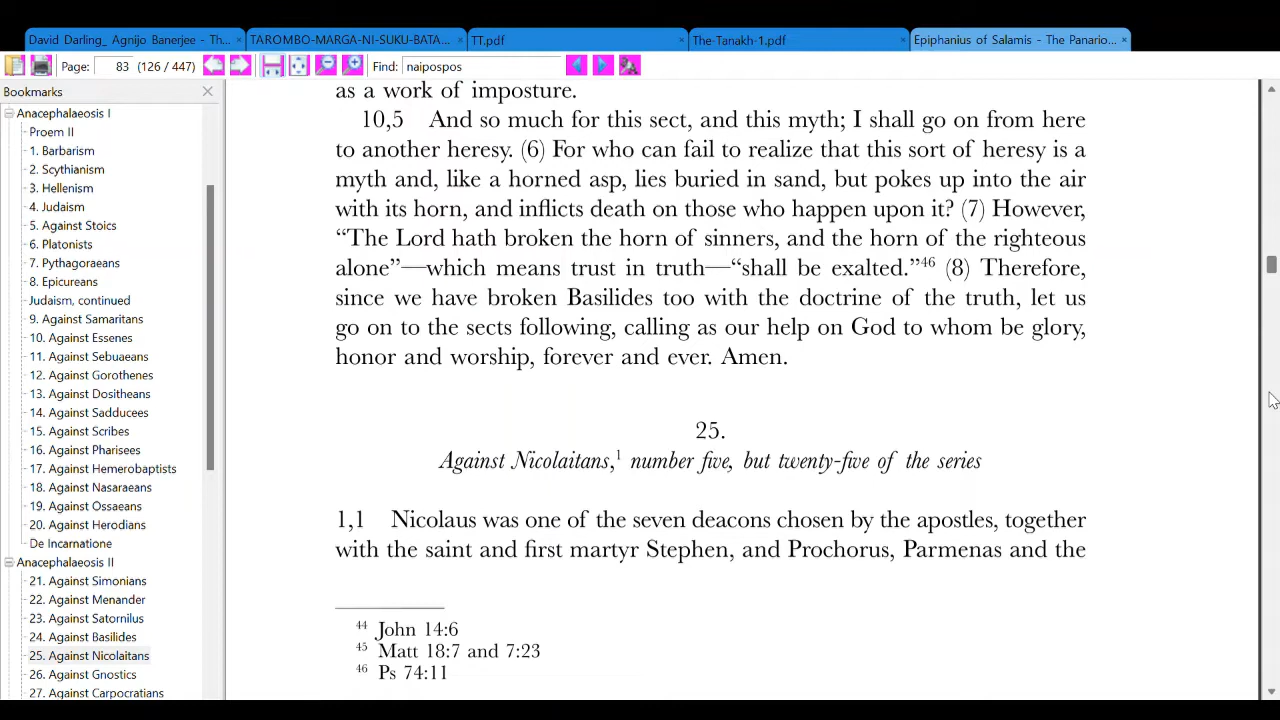 David Darling_ Agnijo Banerjee - Th...
TAROMBO-MARGA-NI-SUKU-BATA...
TT.pdf
The-Tanakh-1.pdf
Epiphanius of Salamis - The Panario...
Page: 83 (126 / 447)
Find: naipospos
Bookmarks
Anacephalaeosis I
Proem II
1. Barbarism
2. Scythianism
3. Hellenism
4. Judaism
5. Against Stoics
6. Platonists
7. Pythagoraeans
8. Epicureans
Judaism, continued
9. Against Samaritans
10. Against Essenes
11. Against Sebuaeans
12. Against Gorothenes
13. Against Dositheans
14. Against Sadducees
15. Against Scribes
16. Against Pharisees
17. Against Hemerobaptists
18. Against Nasaraeans
19. Against Ossaeans
20. Against Herodians
De Incarnatione
Anacephalaeosis II
21. Against Simonians
22. Against Menander
23. Against Satornilus
24. Against Basilides
25. Against Nicolaitans
26. Against Gnostics
27. Against Carpocratians
as a work of imposture.
10,5 And so much for this sect, and this myth; I shall go on from here
to another heresy. (6) For who can fail to realize that this sort of heresy is a
myth and, like a horned asp, lies buried in sand, but pokes up into the air
with its horn, and inflicts death on those who happen upon it? (7) However,
“The Lord hath broken the horn of sinners, and the horn of the righteous
alone”—which means trust in truth—“shall be exalted.”46 (8) Therefore,
since we have broken Basilides too with the doctrine of the truth, let us
go on to the sects following, calling as our help on God to whom be glory,
honor and worship, forever and ever. Amen.
25.
Against Nicolaitans,1 number five, but twenty-five of the series
1,1 Nicolaus was one of the seven deacons chosen by the apostles, together
with the saint and first martyr Stephen, and Prochorus, Parmenas and the
44 John 14:6
45 Matt 18:7 and 7:23
46 Ps 74:11